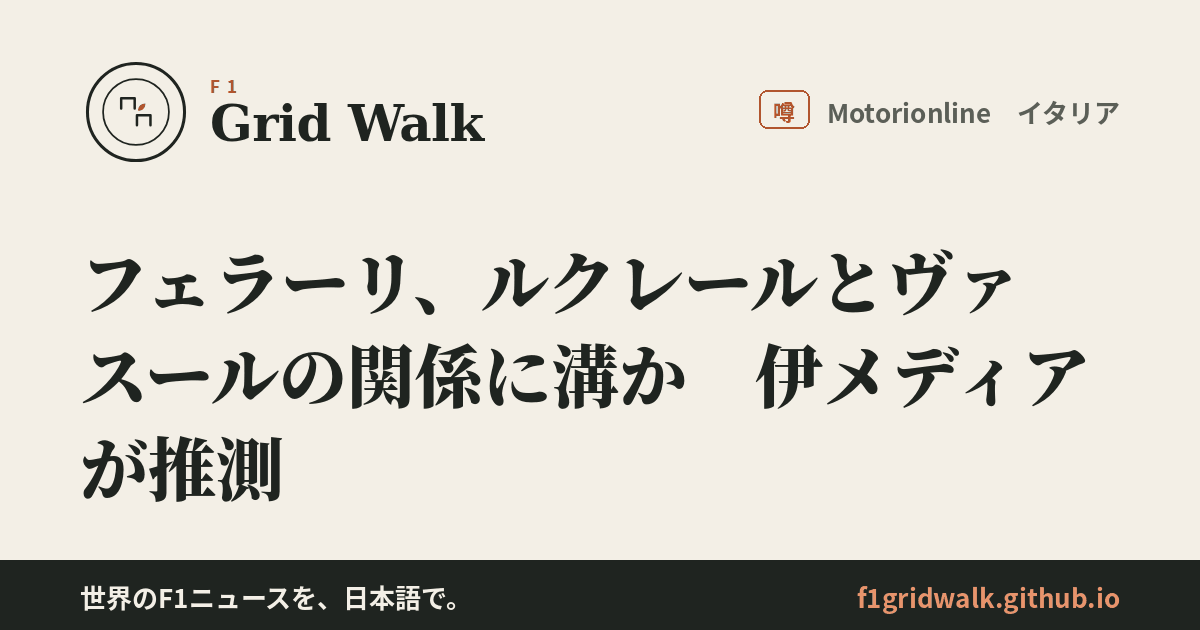 F1
Grid Walk
噂 Motorionline　イタリア
フェラーリ、ルクレールとヴァ
スールの関係に溝か　伊メディア
が推測
世界のF1ニュースを、日本語で。
f1gridwalk.github.io